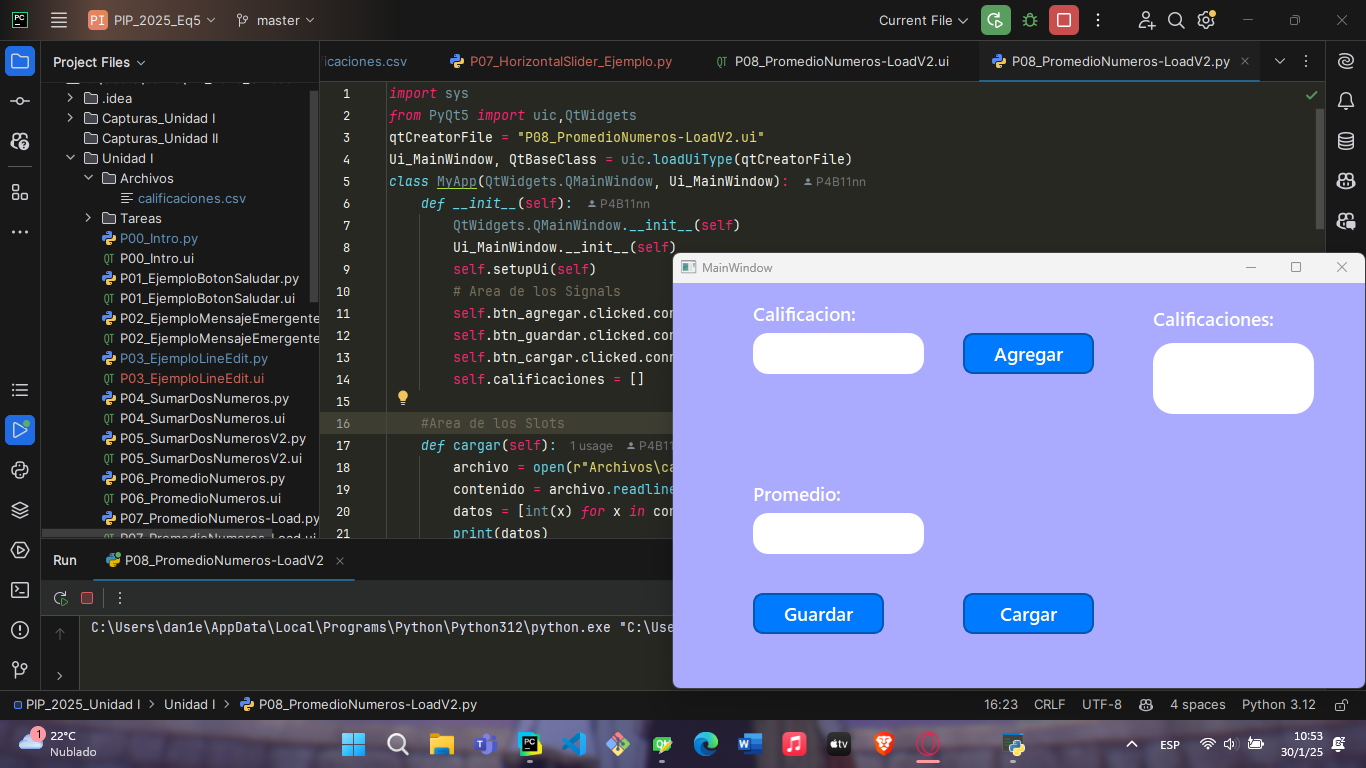 PC
PI PIP_2025_Eq5
master
Current File
Project Files
.idea
Capturas_Unidad I
Capturas_Unidad II
Unidad I
Archivos
calificaciones.csv
Tareas
P00_Intro.py
P00_Intro.ui
P01_EjemploBotonSaludar.py
P01_EjemploBotonSaludar.ui
P02_EjemploMensajeEmergente
P02_EjemploMensajeEmergente
P03_EjemploLineEdit.py
P03_EjemploLineEdit.ui
P04_SumarDosNumeros.py
P04_SumarDosNumeros.ui
P05_SumarDosNumerosV2.py
P05_SumarDosNumerosV2.ui
P06_PromedioNumeros.py
P06_PromedioNumeros.ui
P07_PromedioNumeros-Load.py
P07_PromedioNumeros-Load.ui
icaciones.csv
P07_HorizontalSlider_Ejemplo.py
P08_PromedioNumeros-LoadV2.ui
P08_PromedioNumeros-LoadV2.py
1 import sys
2 from PyQt5 import uic,QtWidgets
3 qtCreatorFile = "P08_PromedioNumeros-LoadV2.ui"
4 Ui_MainWindow, QtBaseClass = uic.loadUiType(qtCreatorFile)
5 class MyApp(QtWidgets.QMainWindow, Ui_MainWindow): P4B11nn
6 def __init__(self): P4B11nn
7 QtWidgets.QMainWindow.__init__(self)
8 Ui_MainWindow.__init__(self)
9 self.setupUi(self)
10 # Area de los Signals
11 self.btn_agregar.clicked.con
12 self.btn_guardar.clicked.con
13 self.btn_cargar.clicked.conn
14 self.calificaciones = []
15
16 #Area de los Slots
17 def cargar(self): 1 usage P4B11
18 archivo = open(r"Archivos\ca
19 contenido = archivo.readline
20 datos = [int(x) for x in con
21 print(datos)
MainWindow
Calificacion:
Agregar
Calificaciones:
Promedio:
Guardar
Cargar
Run
P08_PromedioNumeros-LoadV2
C:\Users\dan1e\AppData\Local\Programs\Python\Python312\python.exe "C:\Use
PIP_2025_Unidad I
Unidad I
P08_PromedioNumeros-LoadV2.py
16:23
CRLF
UTF-8
4 spaces
Python 3.12
1
22°C
Nublado
tv
ESP
10:53
30/1/25